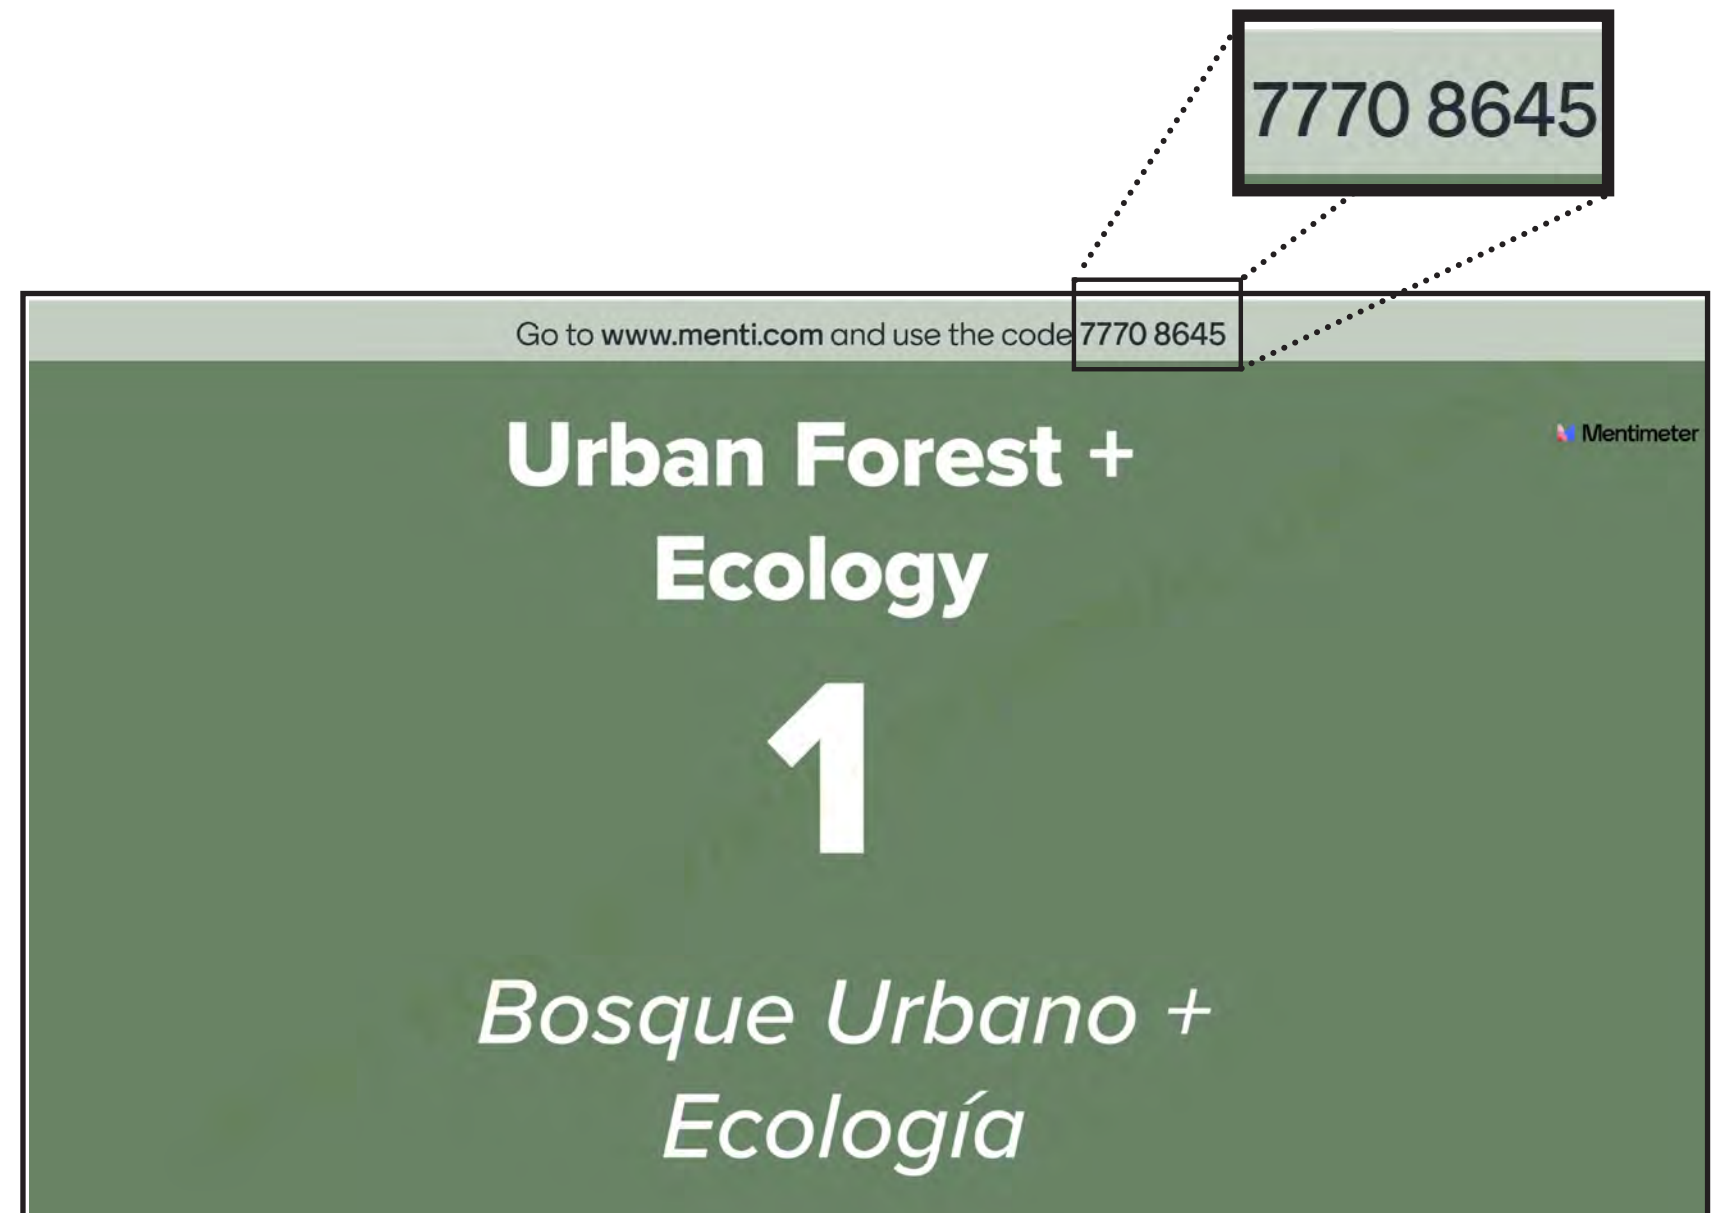 7770 8645
Go to www.menti.com and use the code 7770 8645
Mentimeter
Urban Forest +
Ecology
1
Bosque Urbano +
Ecología